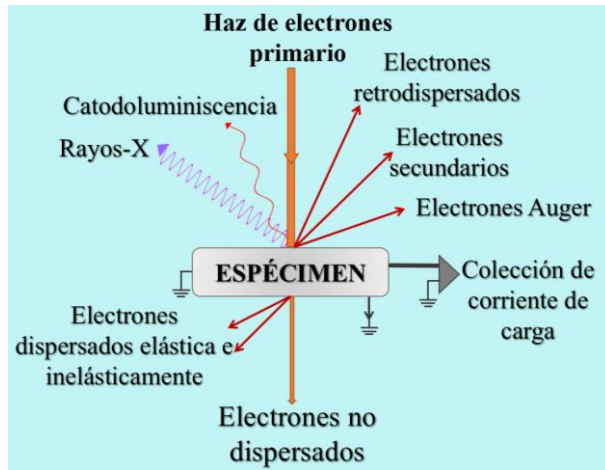 Haz de electrones
primario
Electrones
retrodispersados
Catodoluminiscencia
Rayos-X
Electrones
secundarios
Electrones Auger
ESPÉCIMEN
Colección de
corriente de
carga
Electrones
dispersados elástica e
inelásticamente
Electrones no
dispersados